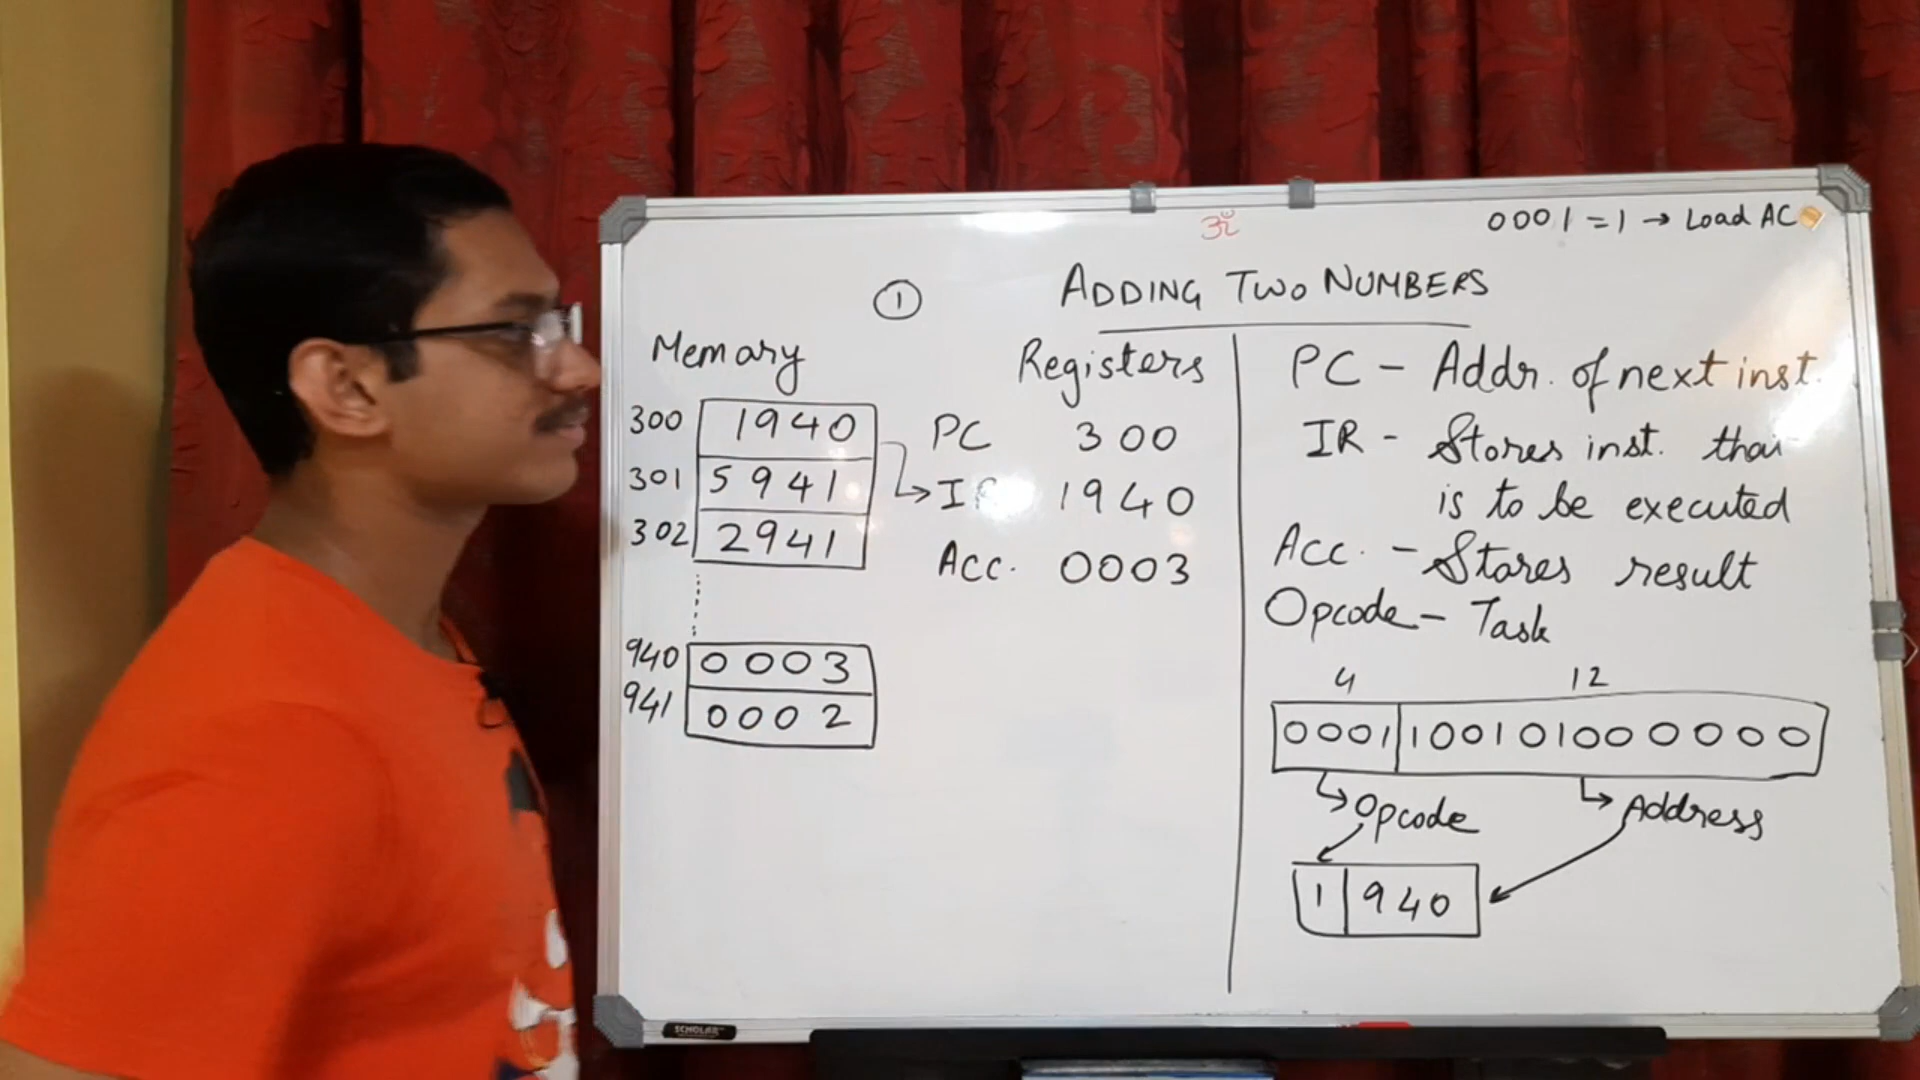 ॐ
0001 = 1 → Load AC
① ADDING TWO NUMBERS
Memory
300 1940
301 5941
302 2941
940 0003
941 0002
Registers
PC 300
1940
Acc. 0003
PC - Addr. of next inst.
IR - Stores inst. that
is to be executed
Acc. - Stores result
Opcode - Task
4 12
0001 100101000000
Opcode Address
1 940
SCHOLAR